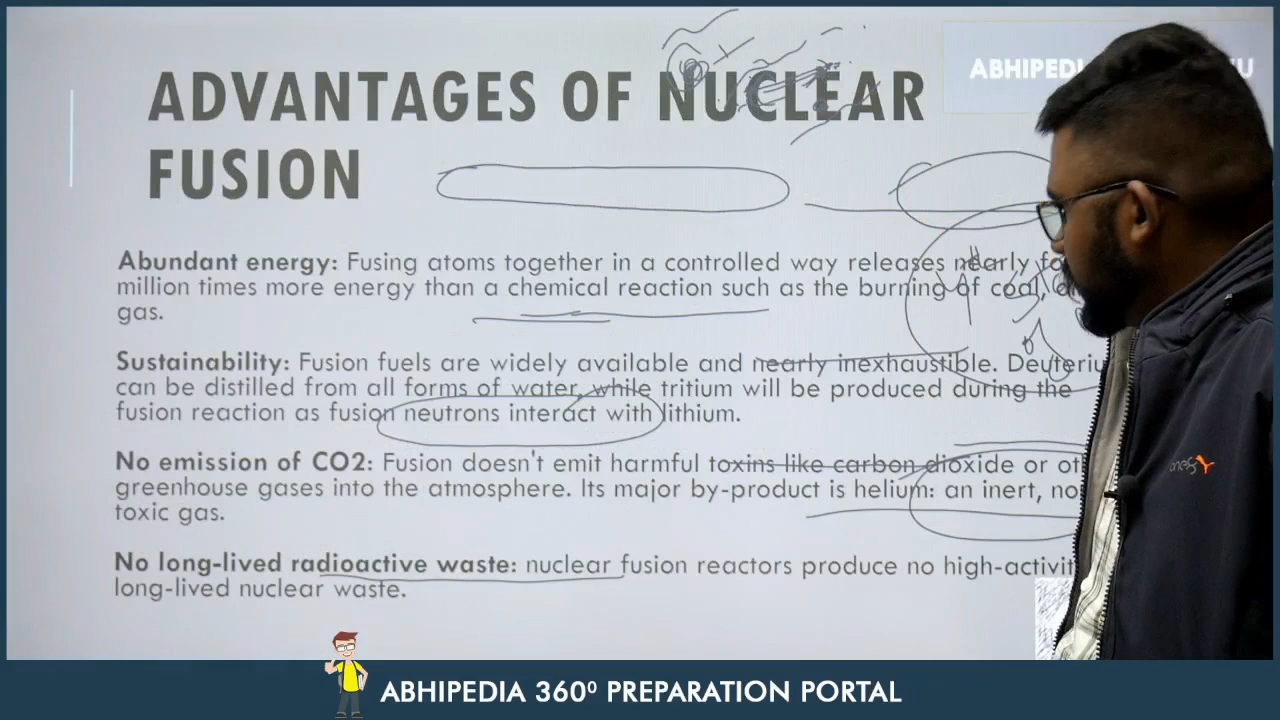 ABHIPEDI
ADVANTAGES OF NUCLEAR
FUSION
Abundant energy: Fusing atoms together in a controlled way releases nearly
million times more energy than a chemical reaction such as the burning of coal,
gas.
Sustainability: Fusion fuels are widely available and nearly inexhaustible. Deuteriu
can be distilled from all forms of water, while tritium will be produced during the
fusion reaction as fusion neutrons interact with lithium.
No emission of CO2: Fusion doesn't emit harmful toxins like carbon dioxide or
greenhouse gases into the atmosphere. Its major by-product is helium: an inert,
toxic gas.
No long-lived radioactive waste: nuclear fusion reactors produce no high-activit
long-lived nuclear waste.
ABHIPEDIA 360⁰ PREPARATION PORTAL